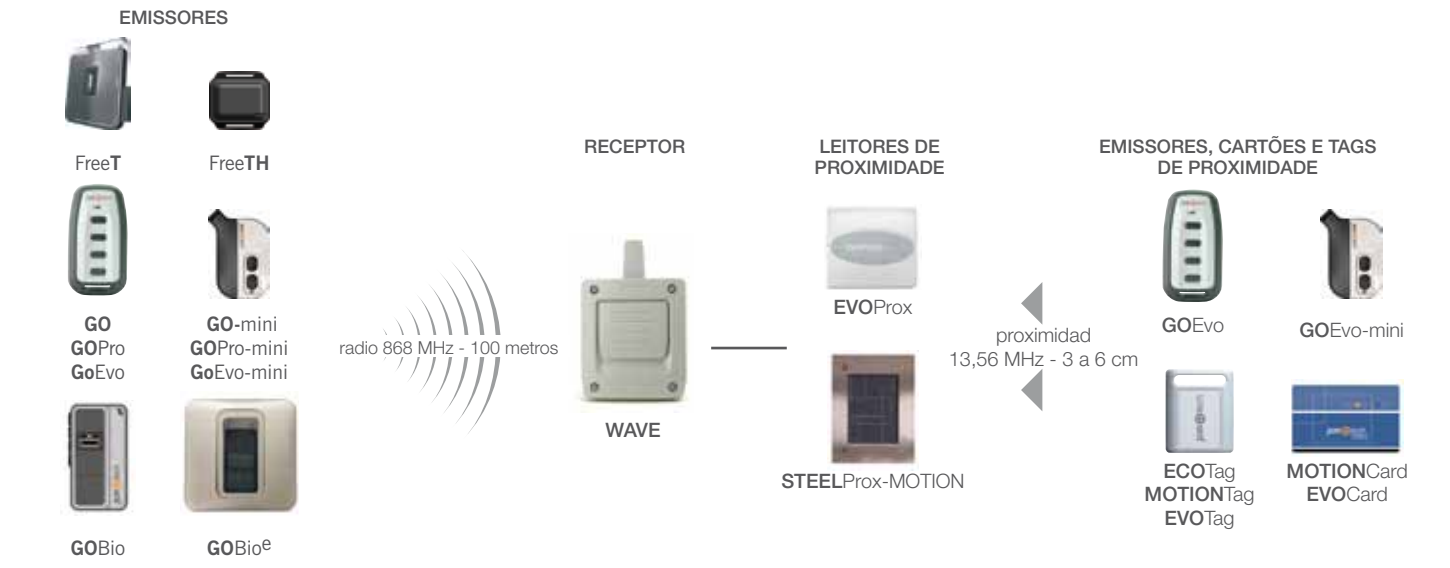 EMISSORES
FreeT
FreeTH
GO
GOPro
GoEvo
GO-mini
GOPro-mini
GoEvo-mini
GOBio
GOBioe
radio 868 MHz - 100 metros
RECEPTOR
WAVE
LEITORES DE
PROXIMIDADE
EVOProx
STEELProx-MOTION
proximidad
13,56 MHz - 3 a 6 cm
EMISSORES, CARTÕES E TAGS
DE PROXIMIDADE
GOEvo
GOEvo-mini
ECOTag
MOTIONTag
EVOTag
MOTIONCard
EVOCard